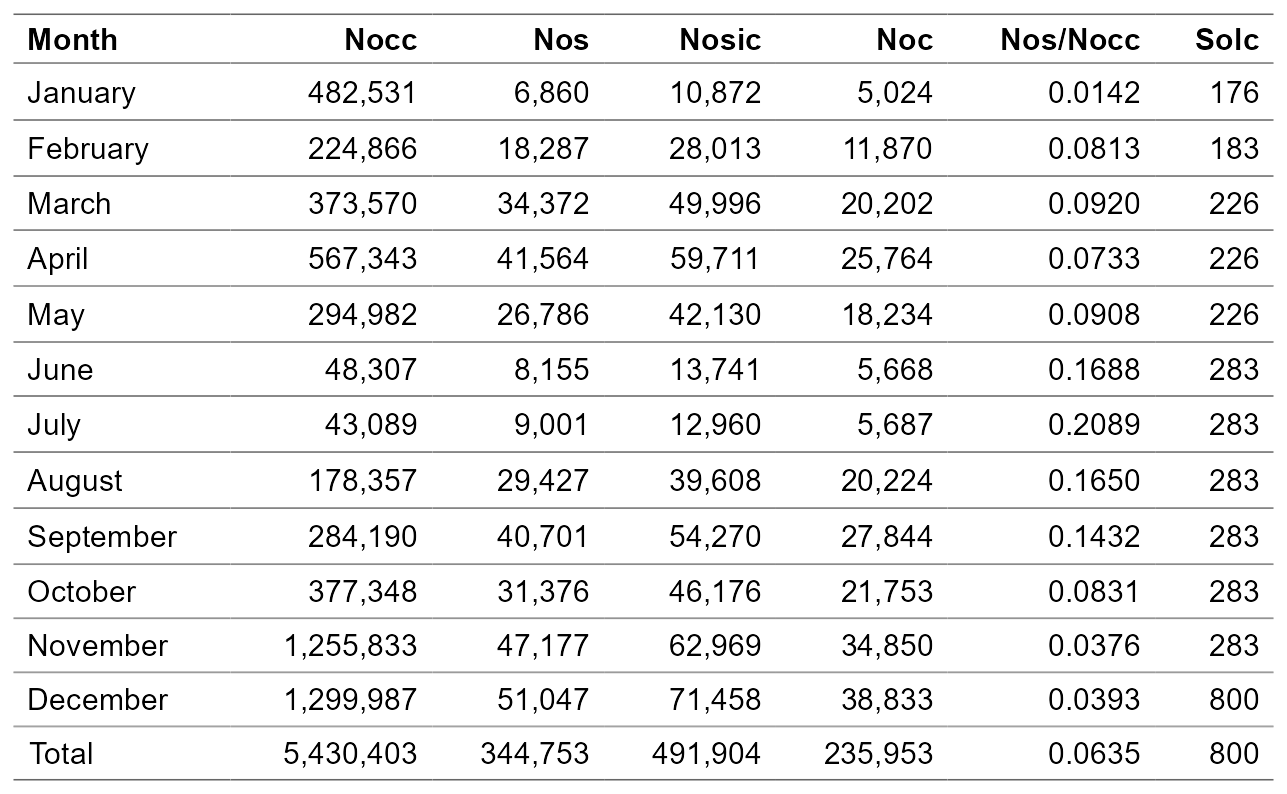 Month Nocc Nos Nosic Noc Nos/Nocc Solc
January 482,531 6,860 10,872 5,024 0.0142 176
February 224,866 18,287 28,013 11,870 0.0813 183
March 373,570 34,372 49,996 20,202 0.0920 226
April 567,343 41,564 59,711 25,764 0.0733 226
May 294,982 26,786 42,130 18,234 0.0908 226
June 48,307 8,155 13,741 5,668 0.1688 283
July 43,089 9,001 12,960 5,687 0.2089 283
August 178,357 29,427 39,608 20,224 0.1650 283
September 284,190 40,701 54,270 27,844 0.1432 283
October 377,348 31,376 46,176 21,753 0.0831 283
November 1,255,833 47,177 62,969 34,850 0.0376 283
December 1,299,987 51,047 71,458 38,833 0.0393 800
Total 5,430,403 344,753 491,904 235,953 0.0635 800